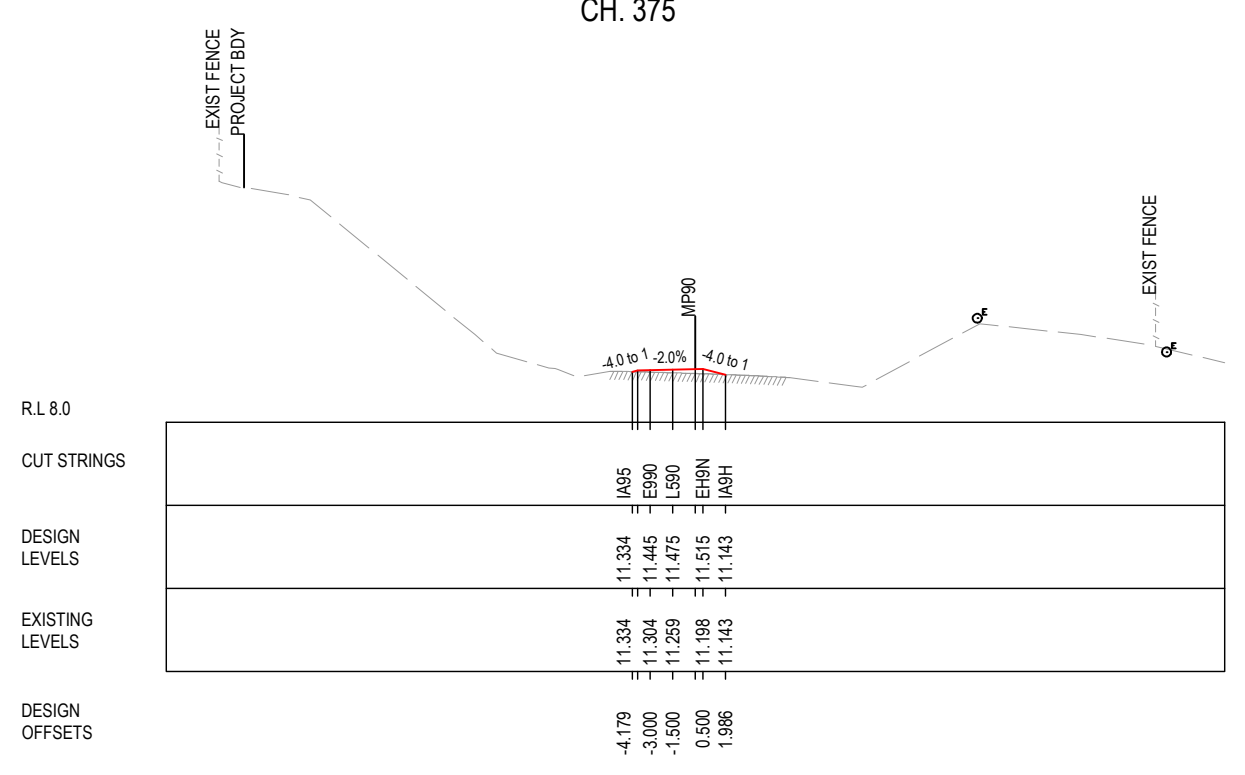 CH. 375
EXIST FENCE
PROJECT BDY
EXIST FENCE
MP90
-4.0 to 1
-2.0%
-4.0 to 1
E
E
R.L 8.0
CUT STRINGS
IA95
E990
L590
EH9N
IA9H
DESIGN
LEVELS
11.334
11.445
11.475
11.515
11.143
EXISTING
LEVELS
11.334
11.304
11.259
11.198
11.143
DESIGN
OFFSETS
-4.179
-3.000
-1.500
0.500
1.986